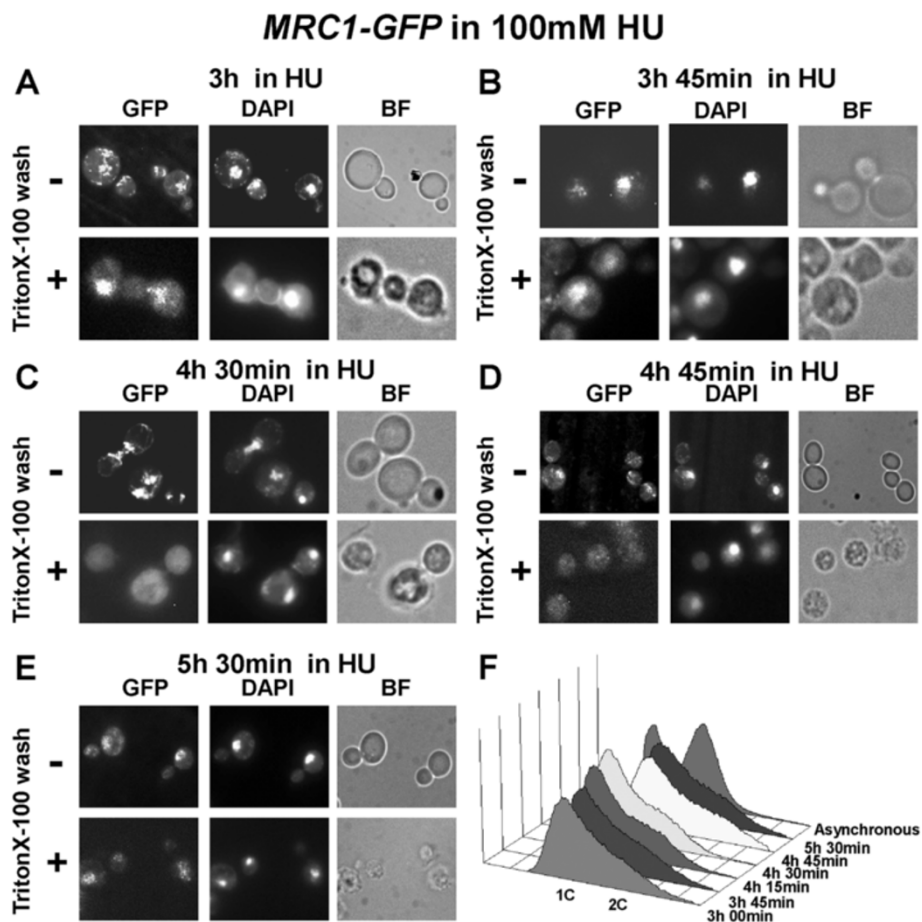 MRC1-GFP in 100mM HU
A
3h in HU
GFP DAPI BF
TritonX-100 wash
-
+
B
3h 45min in HU
GFP DAPI BF
TritonX-100 wash
-
+
C
4h 30min in HU
GFP DAPI BF
TritonX-100 wash
-
+
D
4h 45min in HU
GFP DAPI BF
TritonX-100 wash
-
+
E
5h 30min in HU
GFP DAPI BF
TritonX-100 wash
-
+
F
1C 2C
Asynchronous
5h 30min
4h 45min
4h 30min
4h 15min
3h 45min
3h 00min